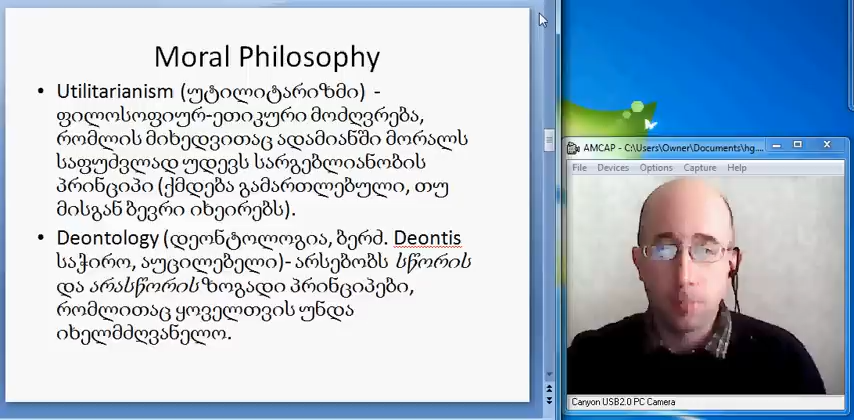 Moral Philosophy
• Utilitarianism (უტილიტარიზმი) -
ფილოსოფიურ-ეთიკური მოძღვრება,
რომლის მიხედვითაც ადამიანში მორალს
საფუძვლად უდევს სარგებლიანობის
პრინციპი (ქმდება გამართლებული, თუ
მისგან ბევრი იხეირებს).
• Deontology (დეონტოლოგია, ბერძ. Deontis
საჭირო, აუცილებელი)- არსებობს სწორის
და არასწორის ზოგადი პრინციპები,
რომლითაც ყოველთვის უნდა
იხელმძღვანელო.
AMCAP - C:\Users\Owner\Documents\hg....
File Devices Options Capture Help
Canyon USB2.0 PC Camera